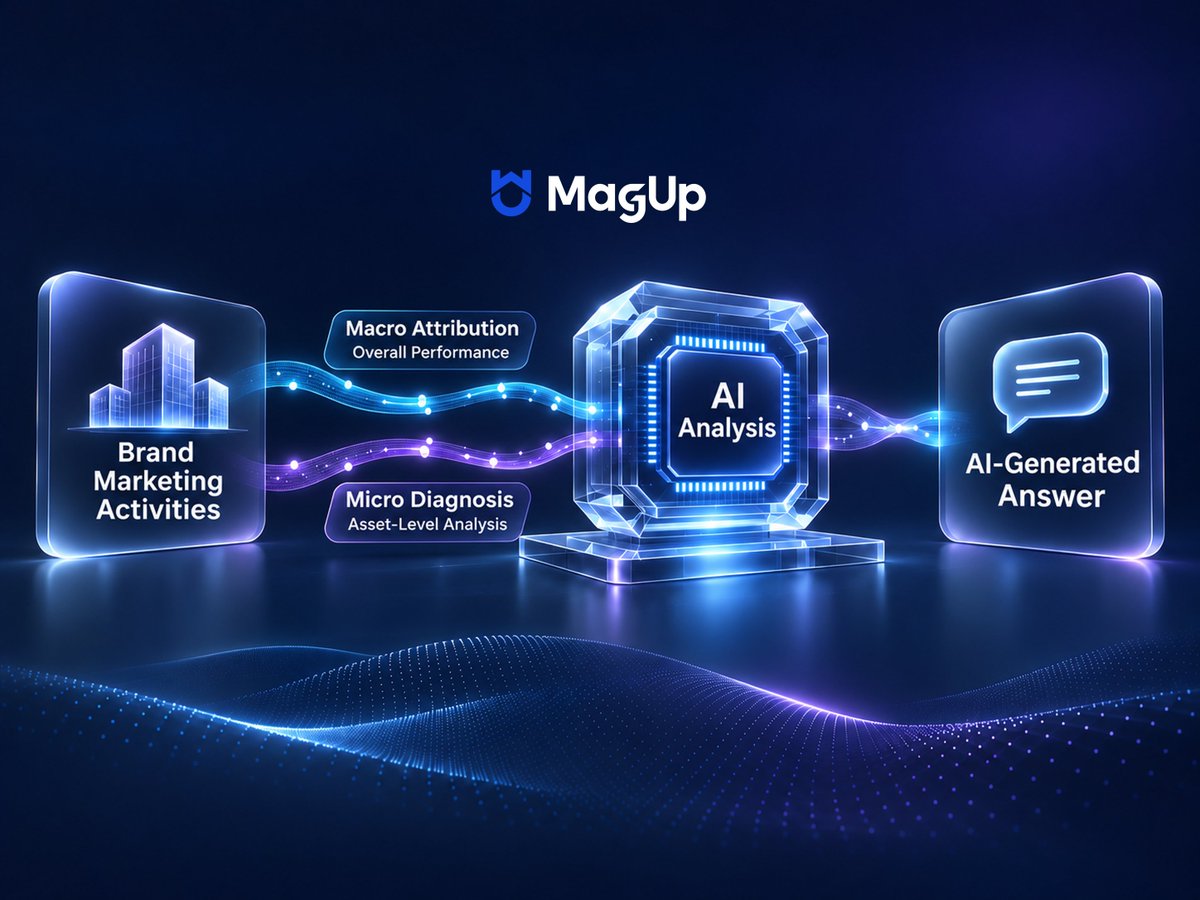 MagUp
Macro Attribution
Overall Performance
Brand
Marketing
Activities
Micro Diagnosis
Asset-Level Analysis
AI
Analysis
AI-Generated
Answer